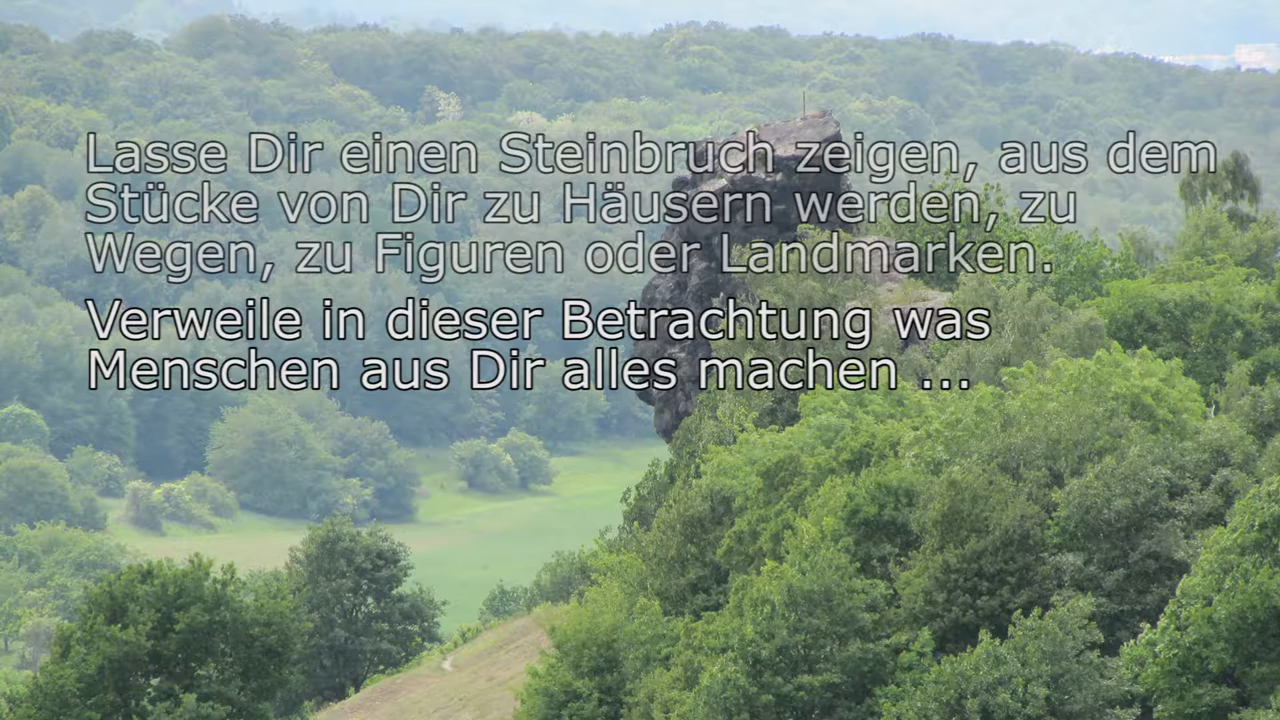 Lasse Dir einen Steinbruch zeigen, aus dem
Stücke von Dir zu Häusern werden, zu
Wegen, zu Figuren oder Landmarken.
Verweile in dieser Betrachtung was
Menschen aus Dir alles machen ...